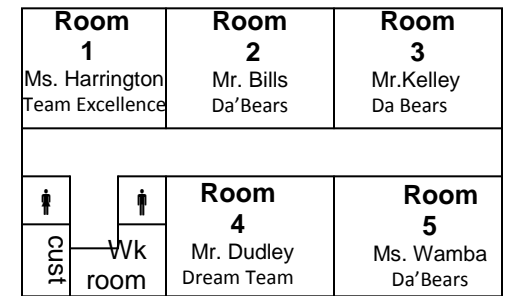 Room
1
Ms. Harrington
Team Excellence
Room
2
Mr. Bills
Da’Bears
Room
3
Mr.Kelley
Da Bears
cust
Wk
room
Room
4
Mr. Dudley
Dream Team
Room
5
Ms. Wamba
Da’Bears